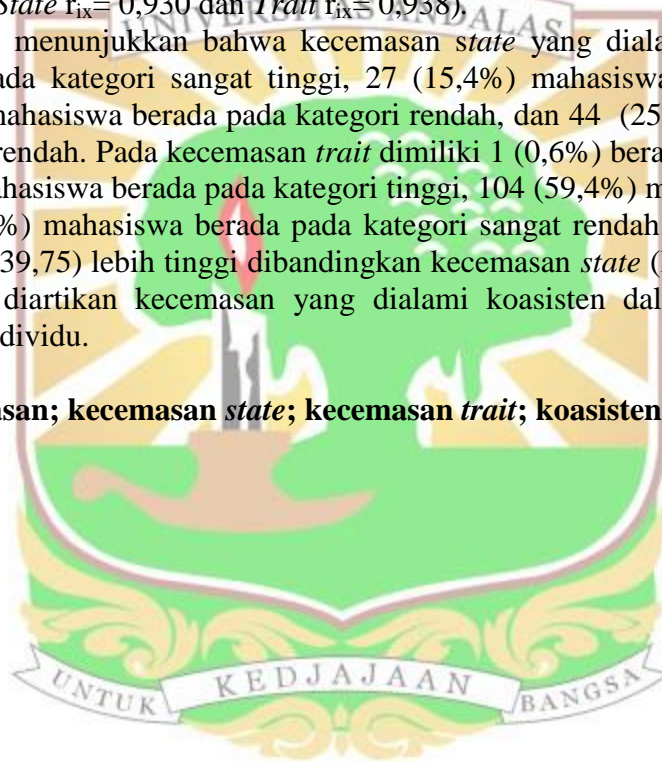 State rix= 0,930 dan Trait rix= 0,938).
UNIVERSITAS ANDALAS
menunjukkan bahwa kecemasan state yang diala
ada kategori sangat tinggi, 27 (15,4%) mahasiswa
mahasiswa berada pada kategori rendah, dan 44 (25
rendah. Pada kecemasan trait dimiliki 1 (0,6%) bera
ahasiswa berada pada kategori tinggi, 104 (59,4%) m
%) mahasiswa berada pada kategori sangat rendah
39,75) lebih tinggi dibandingkan kecemasan state (
diartikan kecemasan yang dialami koasisten dal
dividu.
asan; kecemasan state; kecemasan trait; koasisten
UNTUK KEDJAJAAN BANGSA